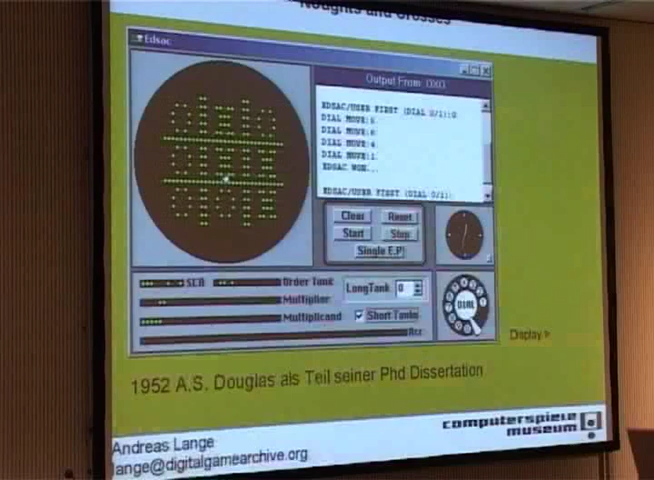 Noughts and Crosses
Edsac
Output From: OXO
EDSAC/USER FIRST (DIAL 0/1):0
DIAL MOVE:
DIAL MOVE:
DIAL MOVE:4
DIAL MOVE:1
EDSAC WON...
EDSAC/USER FIRST (DIAL 0/1):
Clear
Reset
Start
Stop
Single E.P.
SCR
Order Tank
Multiplier
Multiplicand
Acc
LongTank
0
Short Tanks
DIAL
Display »
1952 A.S. Douglas als Teil seiner Phd Dissertation
computerspiele
museum
Andreas Lange
lange@digitalgamearchive.org